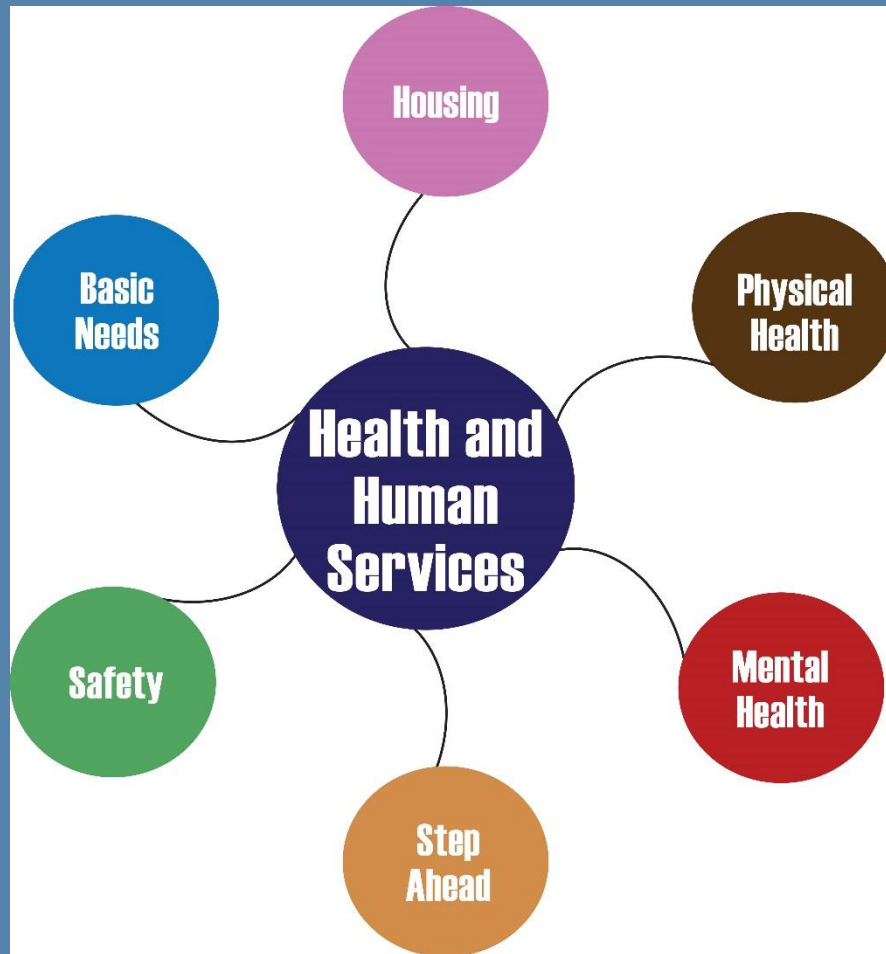 Housing
Basic
Needs
Physical
Health
Health and
Human
Services
Safety
Mental
Health
Step
Ahead